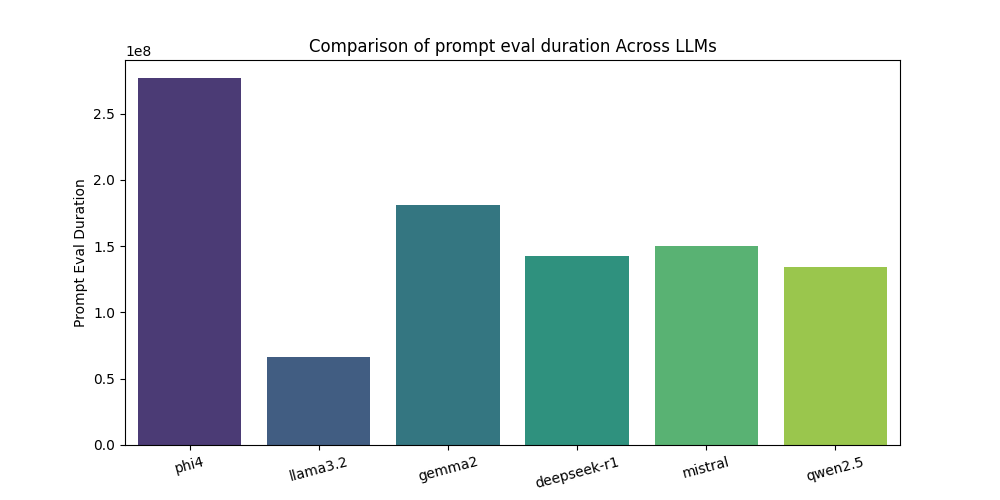 Comparison of prompt eval duration Across LLMs
1e8
Prompt Eval Duration
2.5
2.0
1.5
1.0
0.5
0.0
phi4
llama3.2
gemma2
deepseek-r1
mistral
qwen2.5